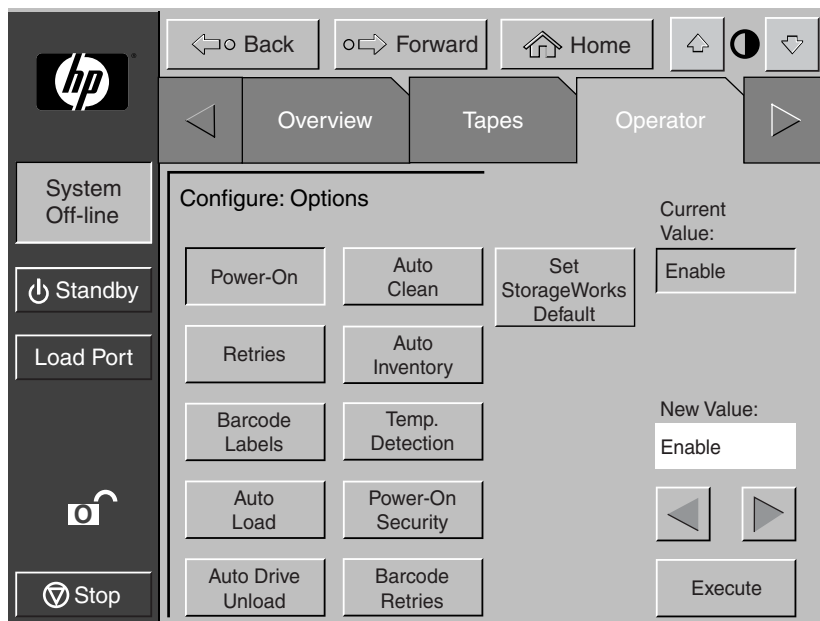 hp
Back
Forward
Home
Overview
Tapes
Operator
System
Off-line
Standby
Load Port
O
Stop
Configure: Options
Power-On
Auto
Clean
Set
StorageWorks
Default
Retries
Auto
Inventory
Barcode
Labels
Temp.
Detection
Auto
Load
Power-On
Security
Auto Drive
Unload
Barcode
Retries
Current
Value:
Enable
New Value:
Enable
Execute